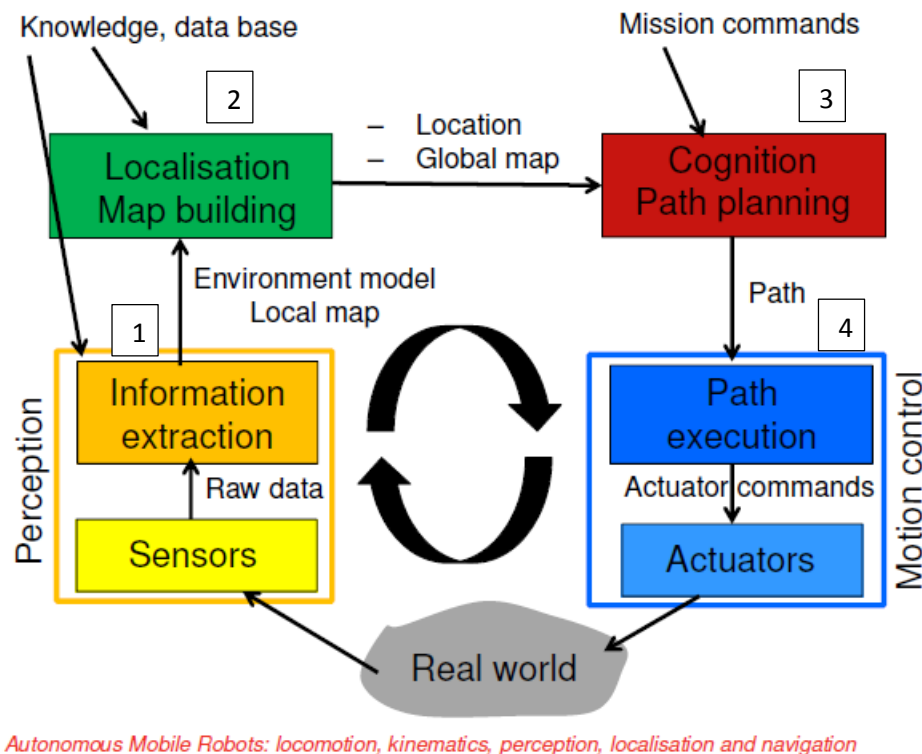 Knowledge, data base
Mission commands
2
3
Localisation
Map building
– Location
– Global map
Cognition
Path planning
Environment model
Local map
Path
1
4
Perception
Information
extraction
Raw data
Sensors
Path
execution
Actuator commands
Actuators
Motion control
Real world
Autonomous Mobile Robots: locomotion, kinematics, perception, localisation and navigation